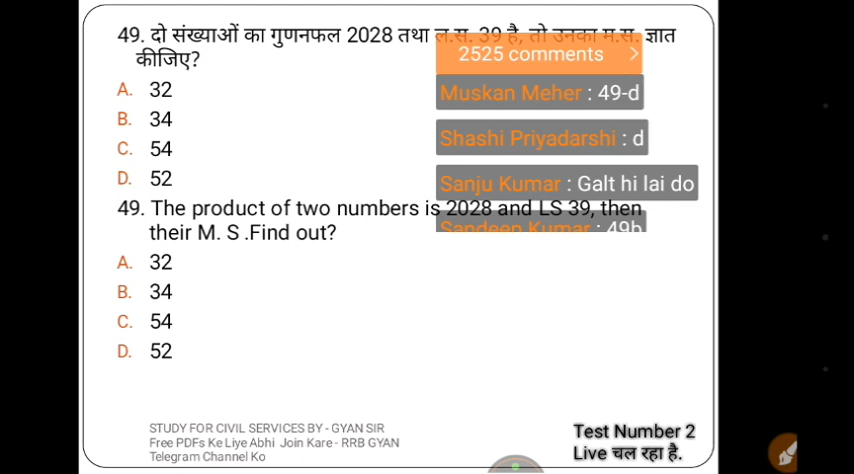 49. दो संख्याओं का गुणनफल 2028 तथा ल.स. 39 है, तो उनका म.स. ज्ञात
कीजिए?
2525 comments >
A. 32
Muskan Meher : 49-d
B. 34
Shashi Priyadarshi : d
C. 54
D. 52
Sanju Kumar : Galt hi lai do
49. The product of two numbers is 2028 and LS 39, then
their M. S .Find out?
Sandeep Kumar : 49b
A. 32
B. 34
C. 54
D. 52
STUDY FOR CIVIL SERVICES BY - GYAN SIR
Free PDFs Ke Liye Abhi Join Kare - RRB GYAN
Telegram Channel Ko
Test Number 2
Live चल रहा है.